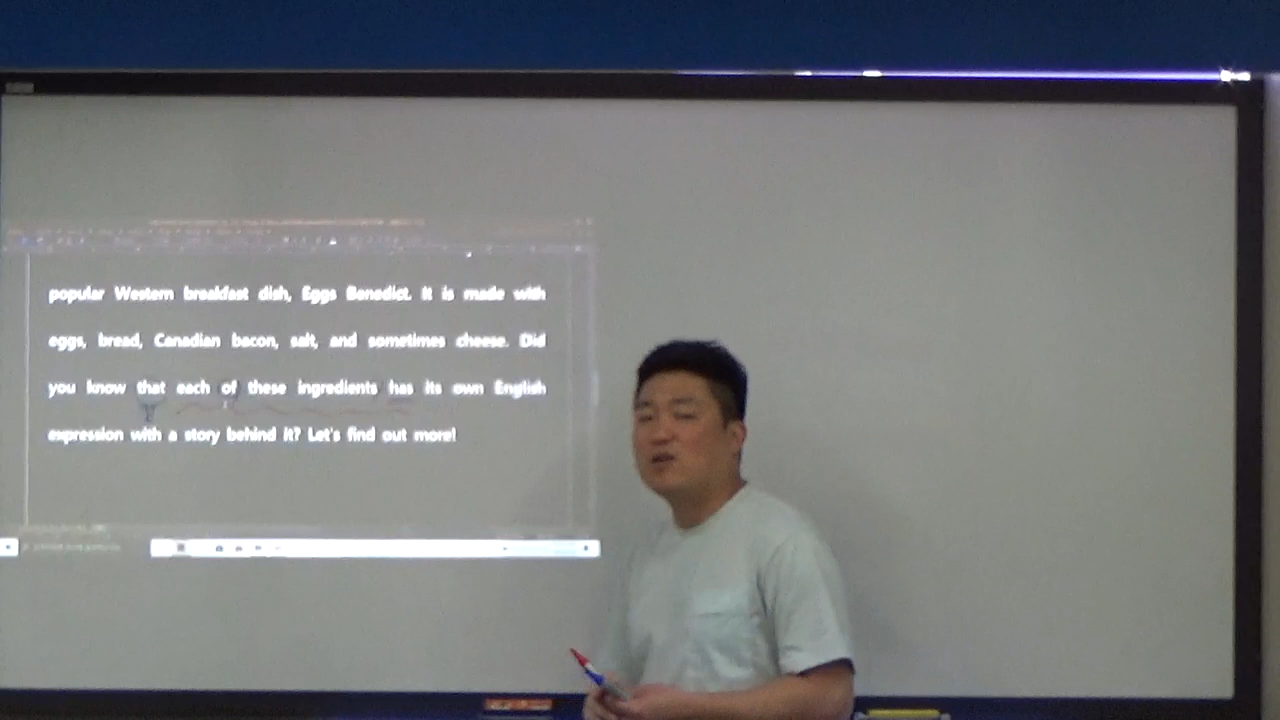 popular Western breakfast dish, Eggs Benedict. It is made with
eggs, bread, Canadian bacon, salt, and sometimes cheese. Did
you know that each of these ingredients has its own English
expression with a story behind it? Let's find out more!